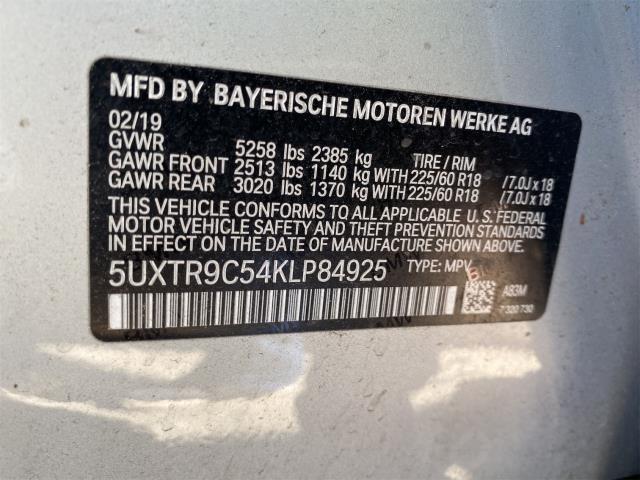 MFD BY BAYERISCHE MOTOREN WERKE AG
02/19
GVWR 5258 lbs 2385 kg TIRE / RIM
GAWR FRONT 2513 lbs 1140 kg WITH 225/60 R18 /7.0J x 18
GAWR REAR 3020 lbs 1370 kg WITH 225/60 R18 /7.0J x 18
THIS VEHICLE CONFORMS TO ALL APPLICABLE U.S. FEDERAL
MOTOR VEHICLE SAFETY AND THEFT PREVENTION STANDARDS
IN EFFECT ON THE DATE OF MANUFACTURE SHOWN ABOVE.
5UXTR9C54KLP84925 TYPE: MPV
A83M
7 320 730